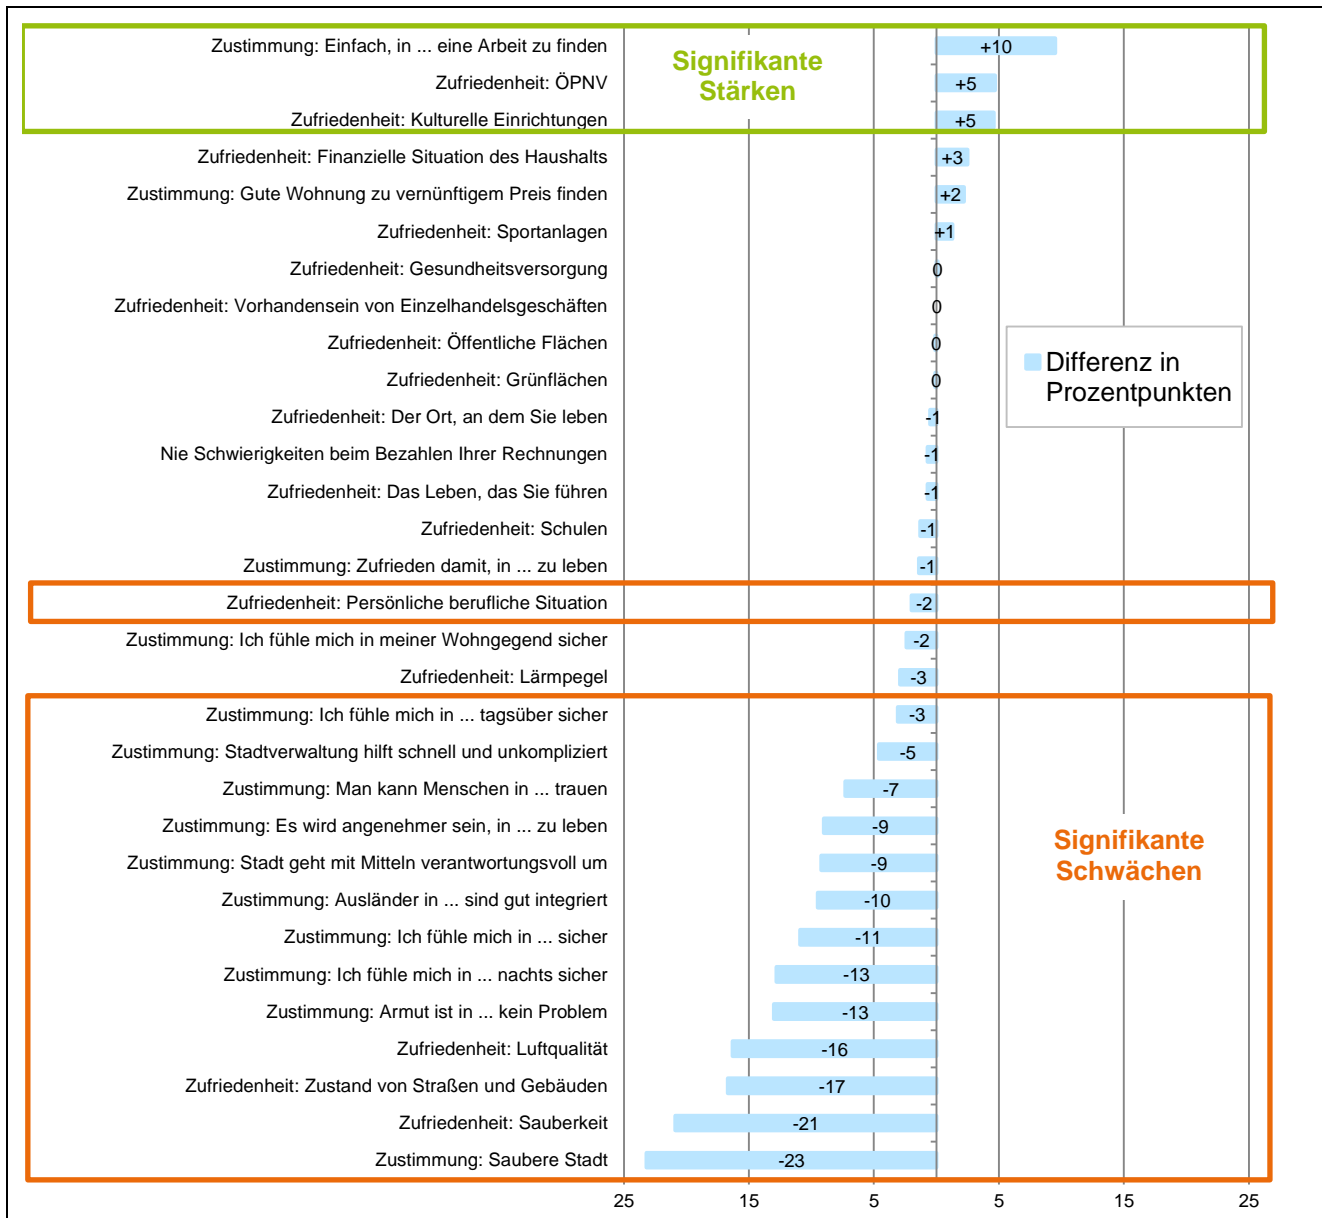 Zustimmung: Einfach, in ... eine Arbeit zu finden +10
Zufriedenheit: ÖPNV +5
Zufriedenheit: Kulturelle Einrichtungen +5
Signifikante
Stärken
Zufriedenheit: Finanzielle Situation des Haushalts +3
Zustimmung: Gute Wohnung zu vernünftigem Preis finden +2
Zufriedenheit: Sportanlagen +1
Zufriedenheit: Gesundheitsversorgung 0
Zufriedenheit: Vorhandensein von Einzelhandelsgeschäften 0
Zufriedenheit: Öffentliche Flächen 0
Zufriedenheit: Grünflächen 0
Differenz in
Prozentpunkten
Zufriedenheit: Der Ort, an dem Sie leben -1
Nie Schwierigkeiten beim Bezahlen Ihrer Rechnungen -1
Zufriedenheit: Das Leben, das Sie führen -1
Zufriedenheit: Schulen -1
Zustimmung: Zufrieden damit, in ... zu leben -1
Zufriedenheit: Persönliche berufliche Situation -2
Zustimmung: Ich fühle mich in meiner Wohngegend sicher -2
Zufriedenheit: Lärmpegel -3
Zustimmung: Ich fühle mich in ... tagsüber sicher -3
Zustimmung: Stadtverwaltung hilft schnell und unkompliziert -5
Zustimmung: Man kann Menschen in ... trauen -7
Zustimmung: Es wird angenehmer sein, in ... zu leben -9
Zustimmung: Stadt geht mit Mitteln verantwortungsvoll um -9
Signifikante
Schwächen
Zustimmung: Ausländer in ... sind gut integriert -10
Zustimmung: Ich fühle mich in ... sicher -11
Zustimmung: Ich fühle mich in ... nachts sicher -13
Zustimmung: Armut ist in ... kein Problem -13
Zufriedenheit: Luftqualität -16
Zufriedenheit: Zustand von Straßen und Gebäuden -17
Zufriedenheit: Sauberkeit -21
Zustimmung: Saubere Stadt -23
25 15 5 5 15 25